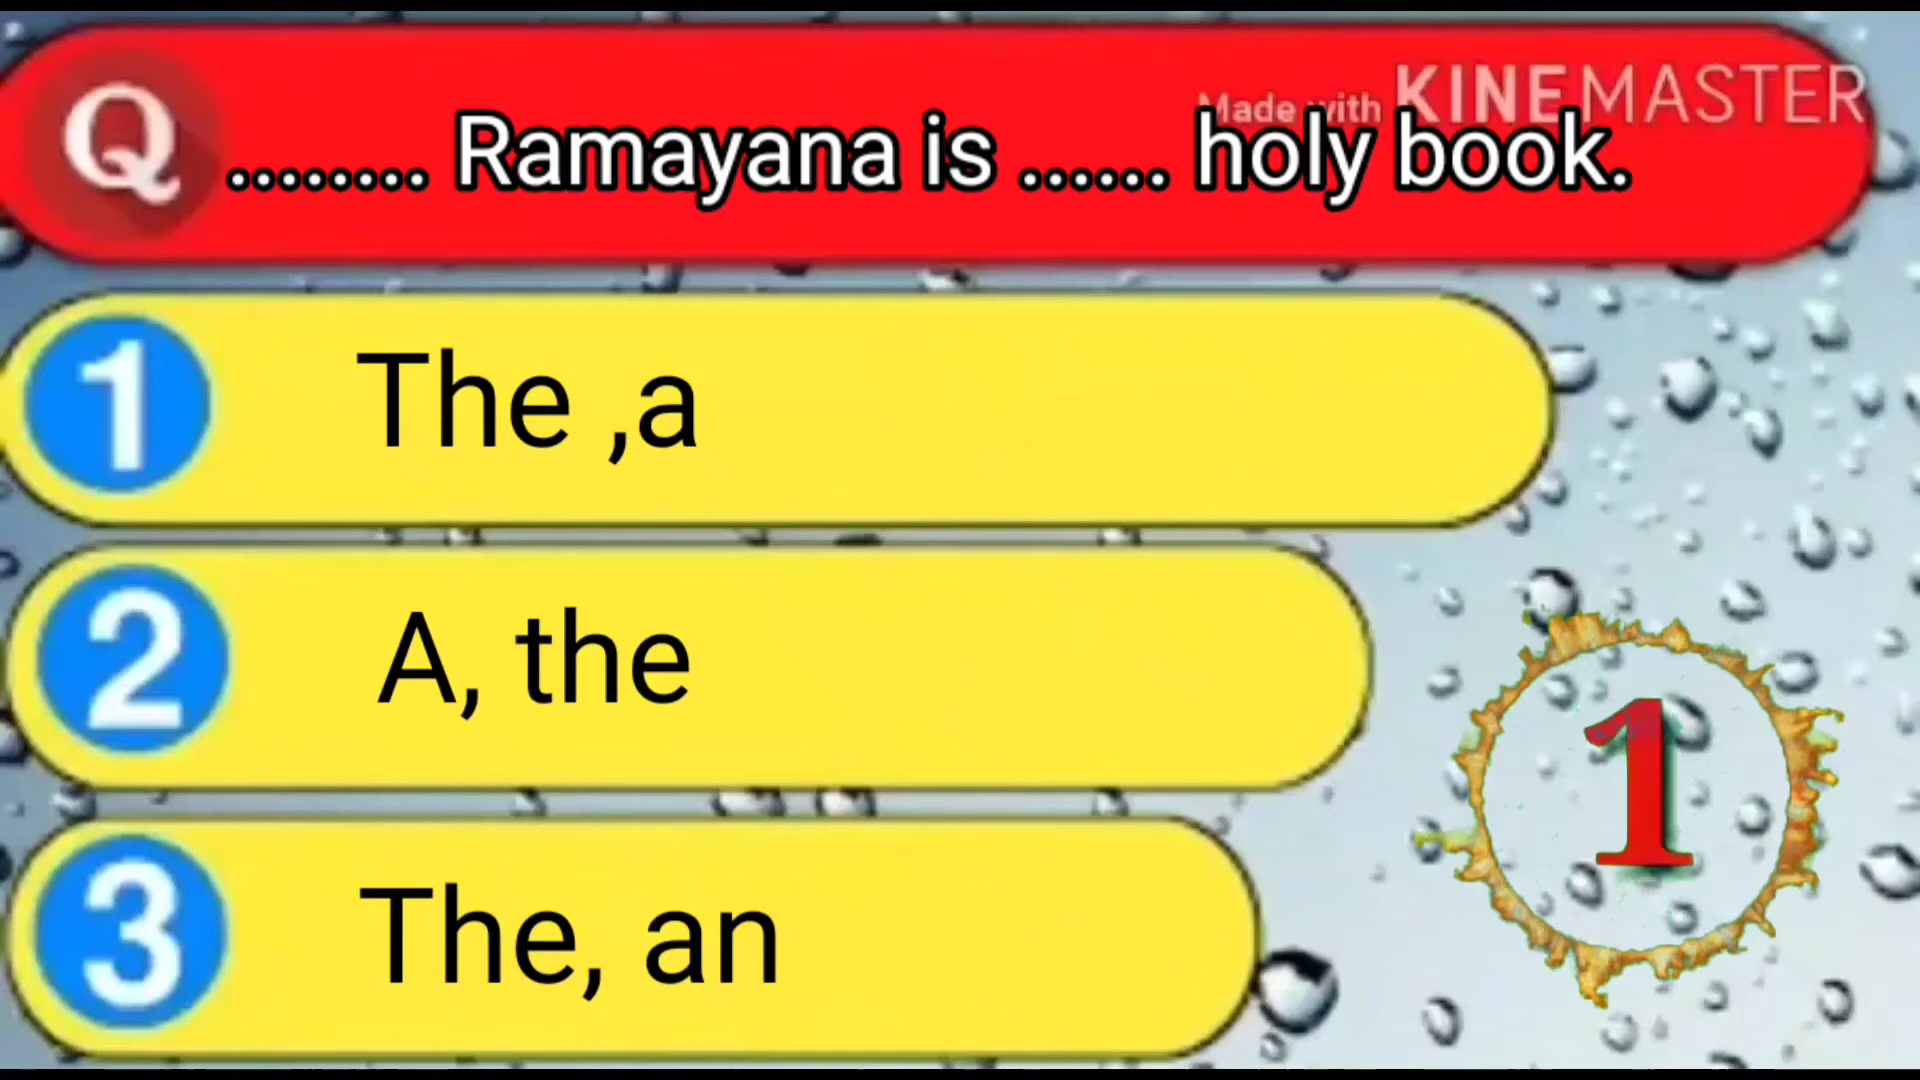 Made with KINEMASTER
Q ........ Ramayana is ...... holy book.
1 The ,a
2 A, the
3 The, an
1